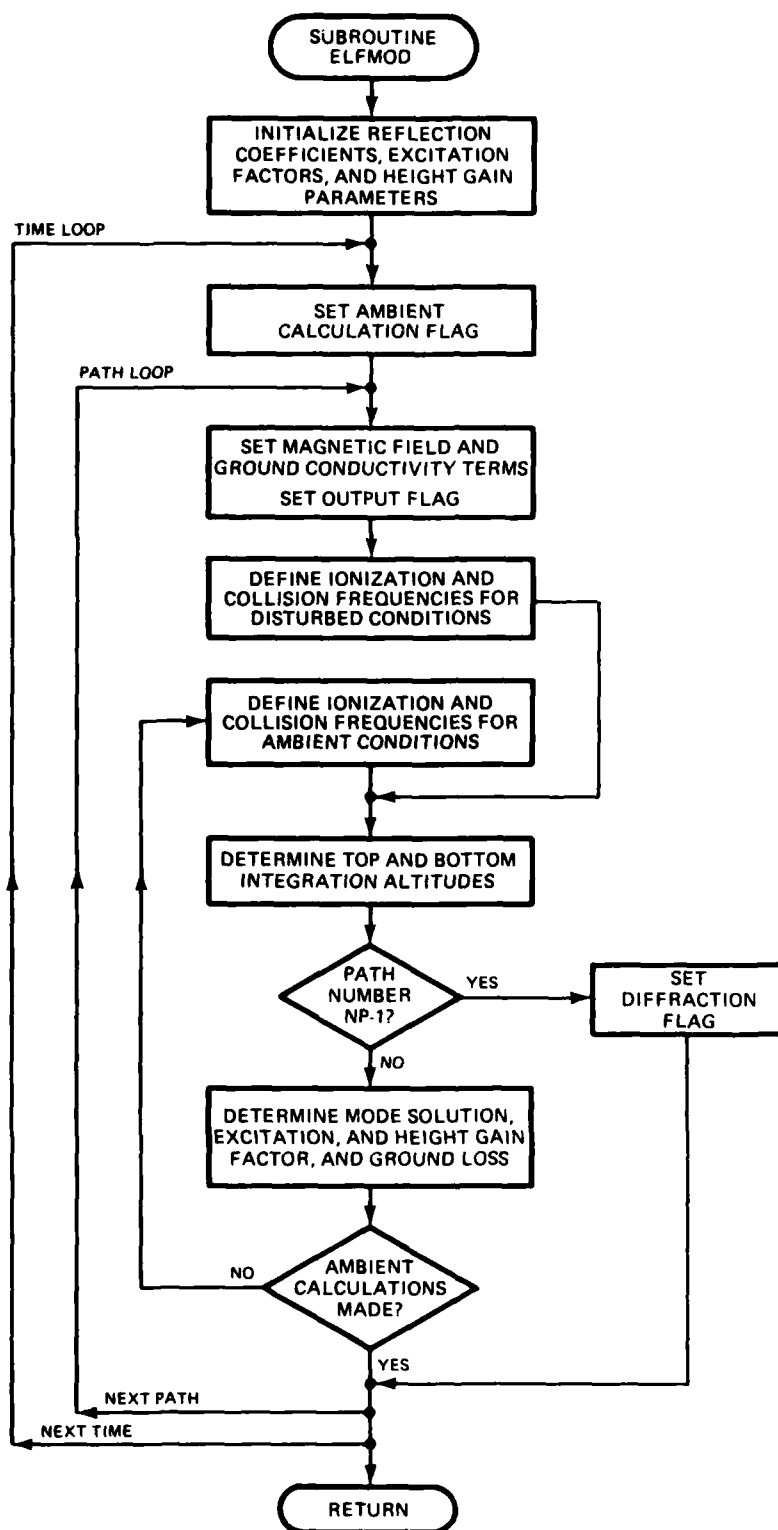 SUBROUTINE
ELFMOD
INITIALIZE REFLECTION
COEFFICIENTS, EXCITATION
FACTORS, AND HEIGHT GAIN
PARAMETERS
TIME LOOP
SET AMBIENT
CALCULATION FLAG
PATH LOOP
SET MAGNETIC FIELD AND
GROUND CONDUCTIVITY TERMS
SET OUTPUT FLAG
DEFINE IONIZATION AND
COLLISION FREQUENCIES FOR
DISTURBED CONDITIONS
DEFINE IONIZATION AND
COLLISION FREQUENCIES FOR
AMBIENT CONDITIONS
DETERMINE TOP AND BOTTOM
INTEGRATION ALTITUDES
PATH
NUMBER
NP-1?
YES
SET
DIFFRACTION
FLAG
NO
DETERMINE MODE SOLUTION,
EXCITATION, AND HEIGHT GAIN
FACTOR, AND GROUND LOSS
NO
AMBIENT
CALCULATIONS
MADE?
YES
NEXT PATH
NEXT TIME
RETURN